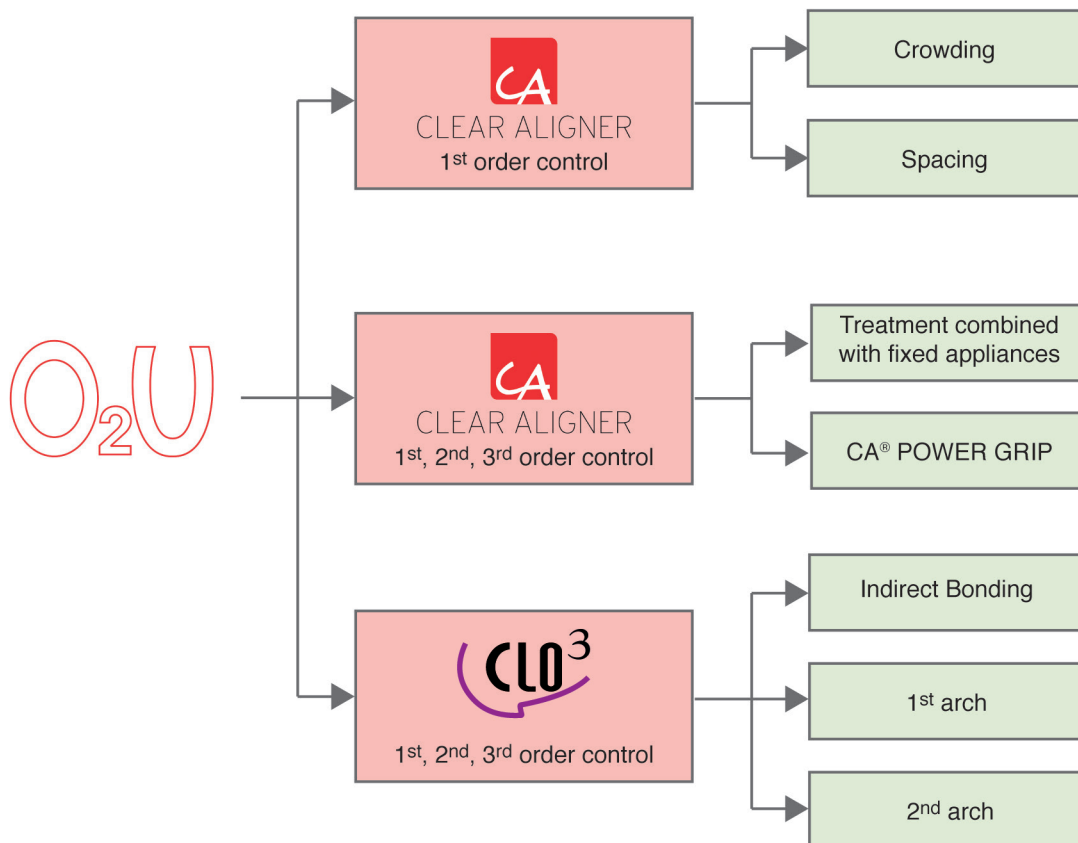 O2U
CA
CLEAR ALIGNER
1st order control
Crowding
Spacing
CA
CLEAR ALIGNER
1st, 2nd, 3rd order control
Treatment combined
with fixed appliances
CA® POWER GRIP
CLO3
1st, 2nd, 3rd order control
Indirect Bonding
1st arch
2nd arch